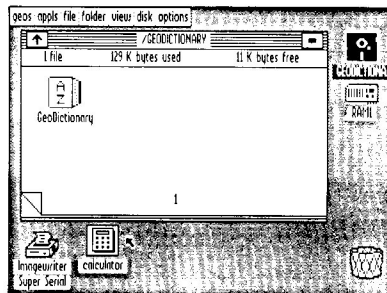 geos appls file folder view disk options
/GEODICTIONARY
1 file 129 K bytes used 11 K bytes free
A
Z
GeoDictionary
1
GEODICTIONA
/RAM1
Imagewriter
Super Serial
calculator